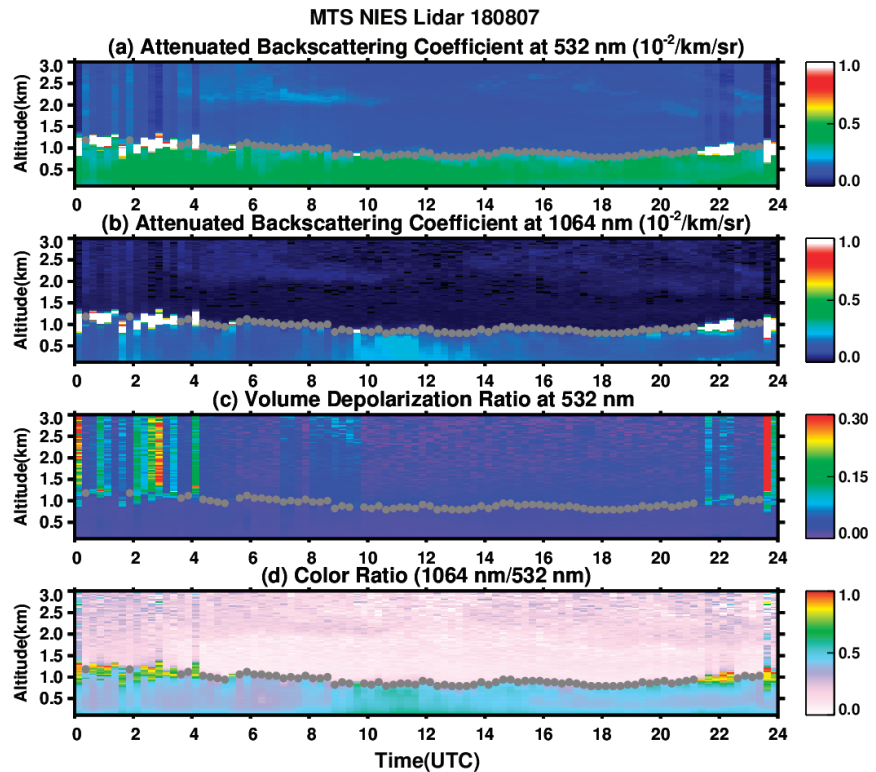 MTS NIES Lidar 180807
(a) Attenuated Backscattering Coefficient at 532 nm (10-2/km/sr)
Altitude(km)
3.0
2.5
2.0
1.5
1.0
0.5
1.0
0.5
0.0
0 2 4 6 8 10 12 14 16 18 20 22 24
(b) Attenuated Backscattering Coefficient at 1064 nm (10-2/km/sr)
Altitude(km)
3.0
2.5
2.0
1.5
1.0
0.5
1.0
0.5
0.0
0 2 4 6 8 10 12 14 16 18 20 22 24
(c) Volume Depolarization Ratio at 532 nm
Altitude(km)
3.0
2.5
2.0
1.5
1.0
0.5
0.30
0.15
0.00
0 2 4 6 8 10 12 14 16 18 20 22 24
(d) Color Ratio (1064 nm/532 nm)
Altitude(km)
3.0
2.5
2.0
1.5
1.0
0.5
1.0
0.5
0.0
0 2 4 6 8 10 12 14 16 18 20 22 24
Time(UTC)